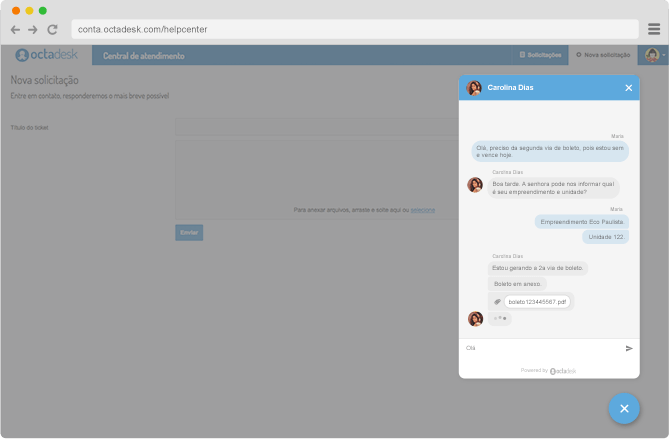 conta.octadesk.com/helpcenter
octadesk
Central de atendimento
Solicitações
Nova solicitação
Nova solicitação
Entre em contato, responderemos o mais breve possível
Título do ticket
Para anexar arquivos, arraste e solte aqui ou selecione
Enviar
Carolina Dias
Maria
Olá, preciso da segunda via de boleto, pois estou sem
e vence hoje.
Carolina Dias
Boa tarde. A senhora pode nos informar qual
é seu empreendimento e unidade?
Maria
Empreendimento Eco Paulista.
Unidade 122
Carolina Dias
Estou gerando a 2a via de boleto.
Boleto em anexo.
boleto123445567.pdf
Olá
Powered by octadesk